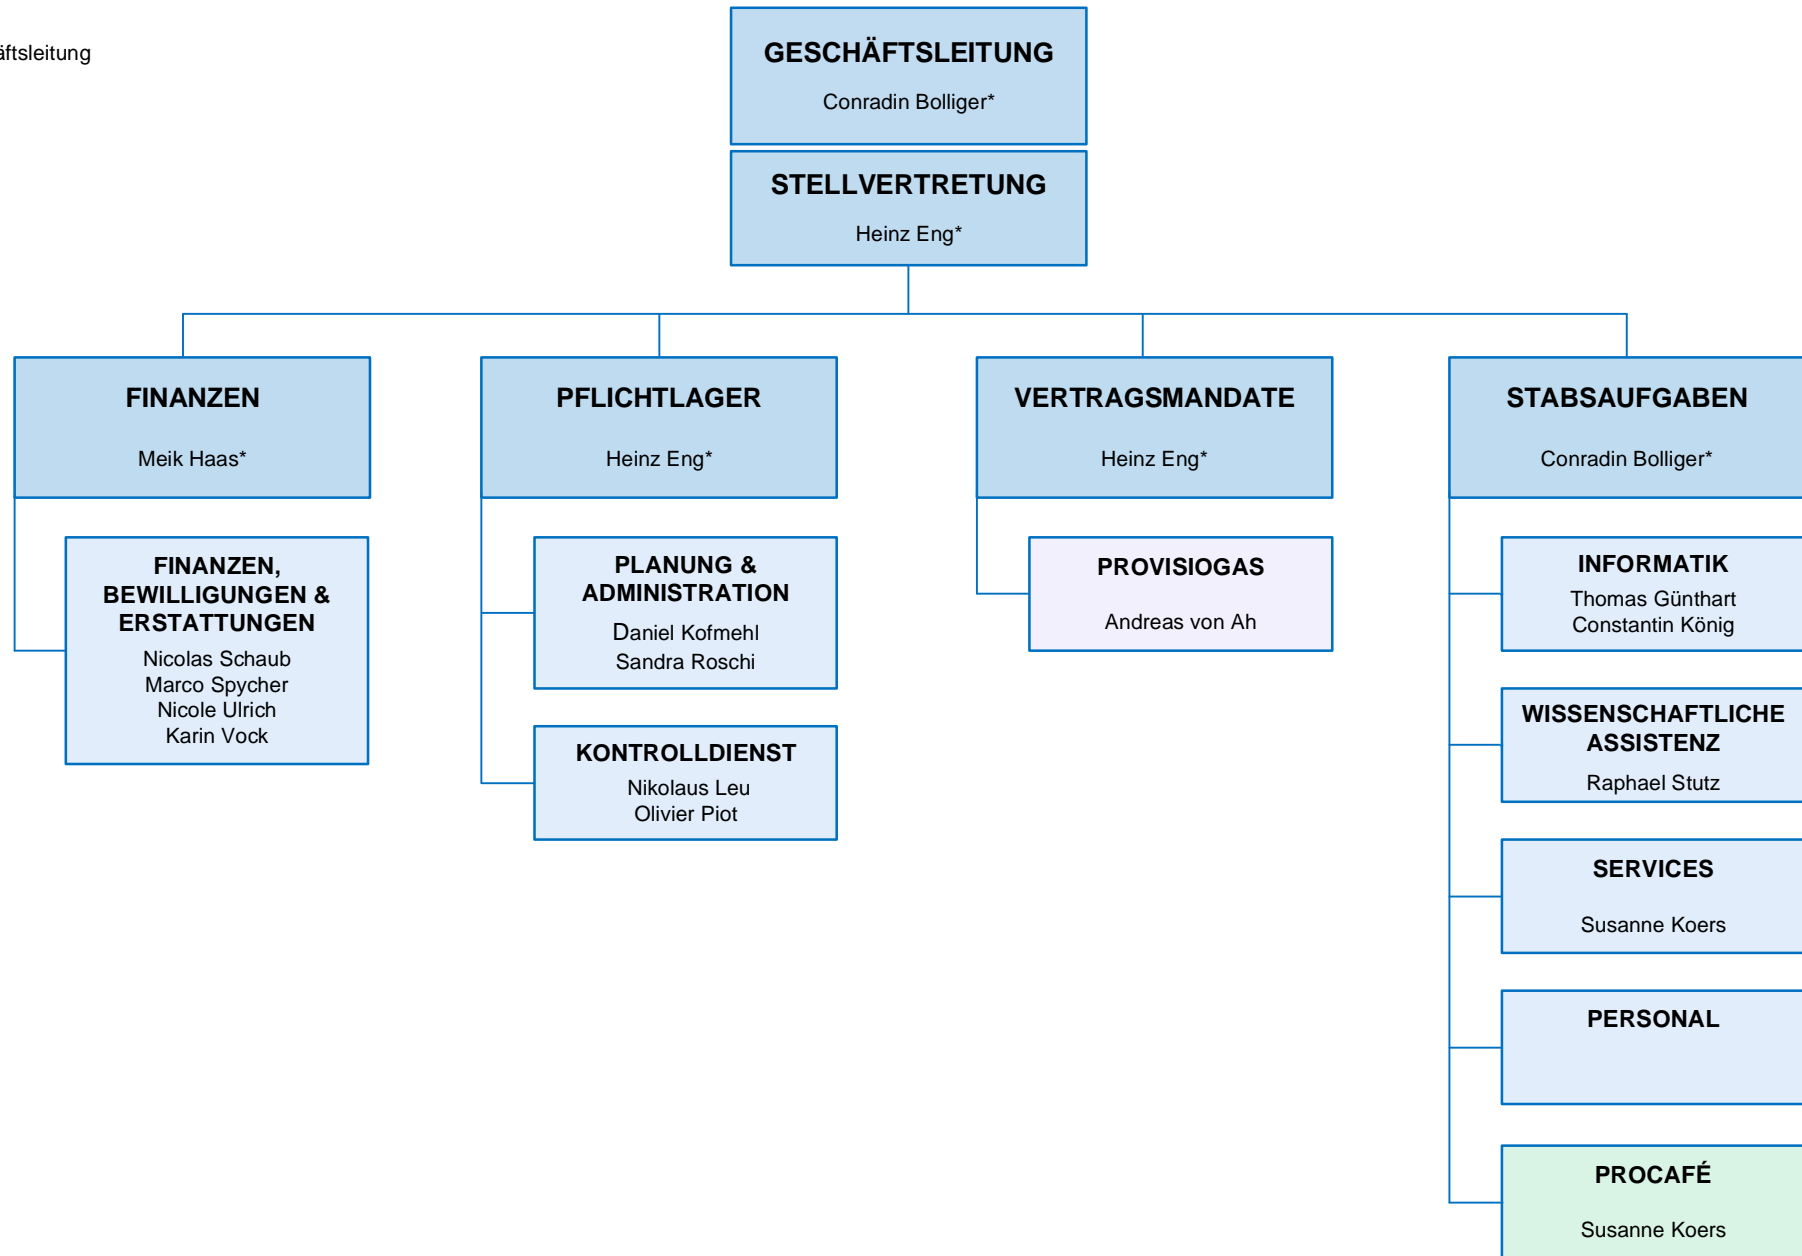 äftsleitung
GESCHÄFTSLEITUNG
Conradin Bolliger*
STELLVERTRETUNG
Heinz Eng*
FINANZEN
Meik Haas*
FINANZEN,
BEWILLIGUNGEN &
ERSTATTUNGEN
Nicolas Schaub
Marco Spycher
Nicole Ulrich
Karin Vock
PFLICHTLAGER
Heinz Eng*
PLANUNG &
ADMINISTRATION
Daniel Kofmehl
Sandra Roschi
KONTROLLDIENST
Nikolaus Leu
Olivier Piot
VERTRAGSMANDATE
Heinz Eng*
PROVISIOGAS
Andreas von Ah
STABSAUFGABEN
Conradin Bolliger*
INFORMATIK
Thomas Günthart
Constantin König
WISSENSCHAFTLICHE
ASSISTENZ
Raphael Stutz
SERVICES
Susanne Koers
PERSONAL
PROCAFÉ
Susanne Koers